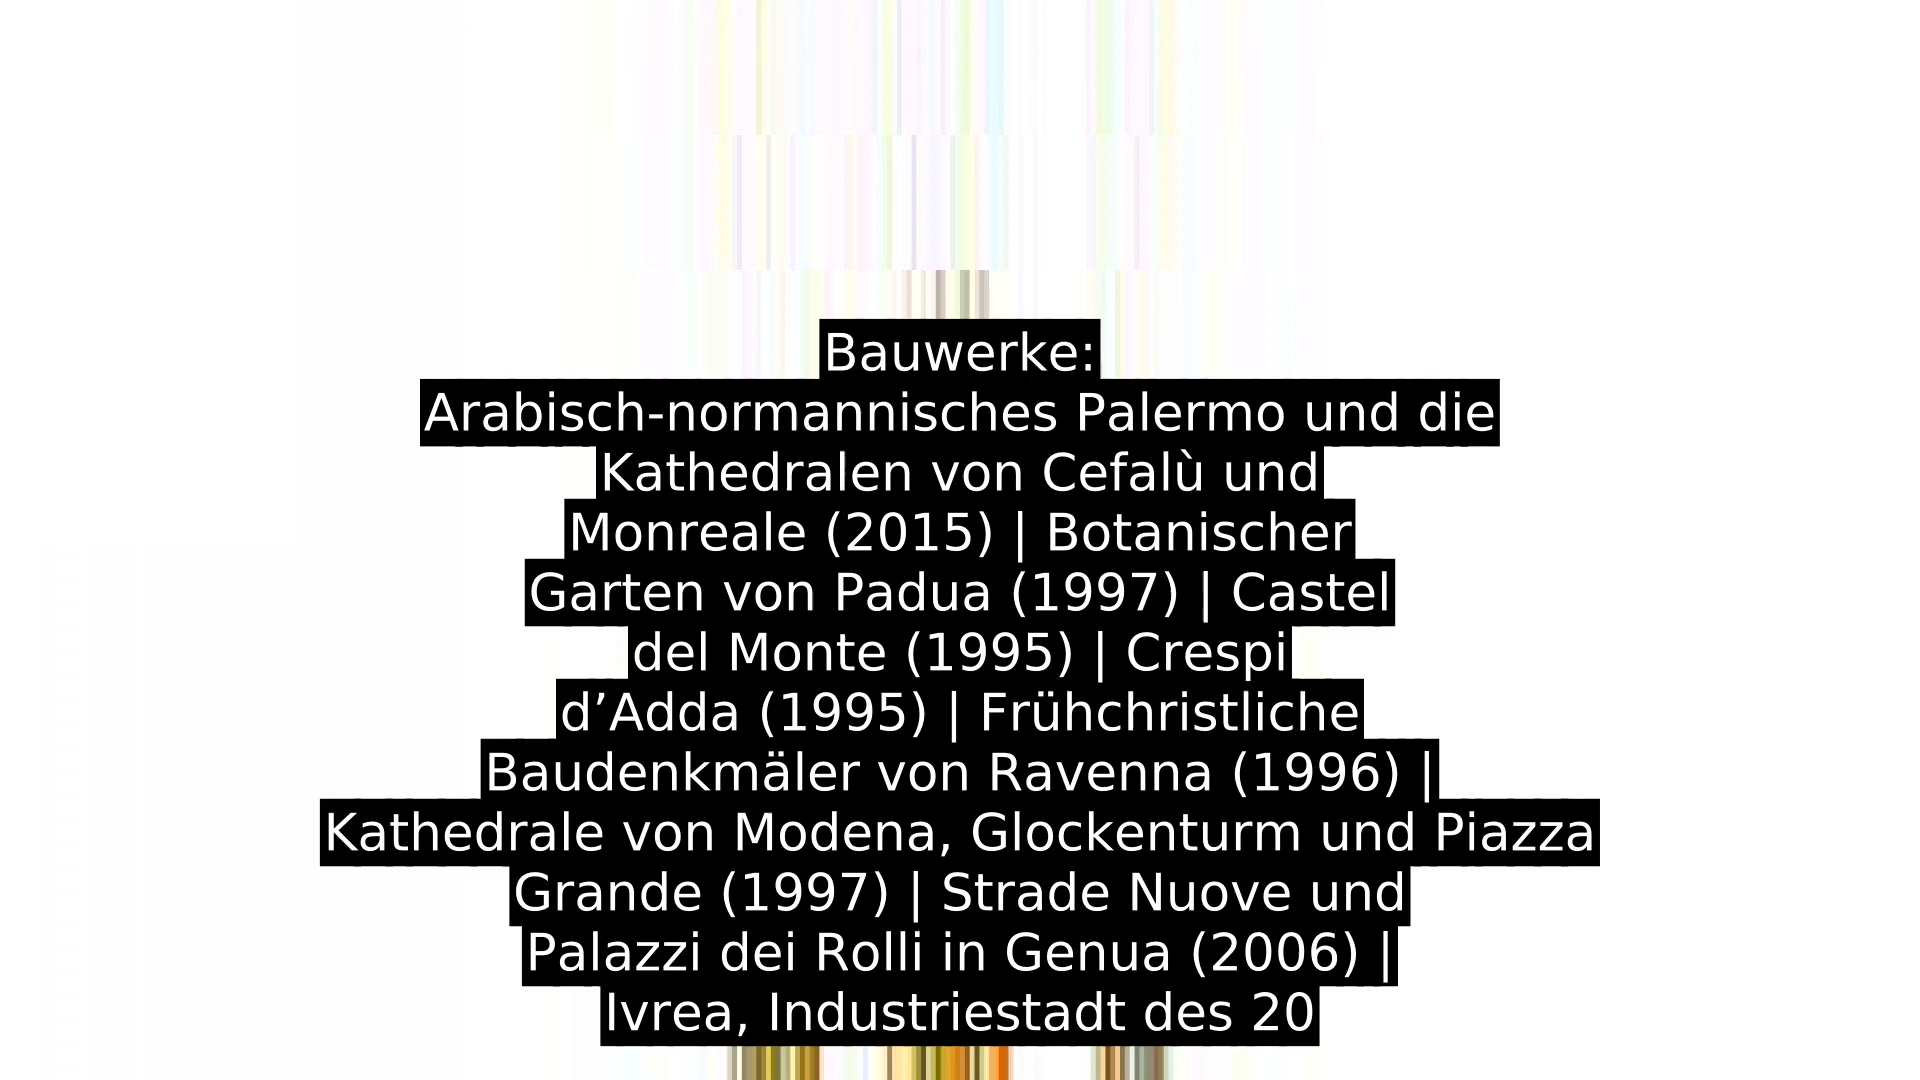 Bauwerke:
Arabisch-normannisches Palermo und die
Kathedralen von Cefalù und
Monreale (2015) | Botanischer
Garten von Padua (1997) | Castel
del Monte (1995) | Crespi
d’Adda (1995) | Frühchristliche
Baudenkmäler von Ravenna (1996) |
Kathedrale von Modena, Glockenturm und Piazza
Grande (1997) | Strade Nuove und
Palazzi dei Rolli in Genua (2006) |
Ivrea, Industriestadt des 20